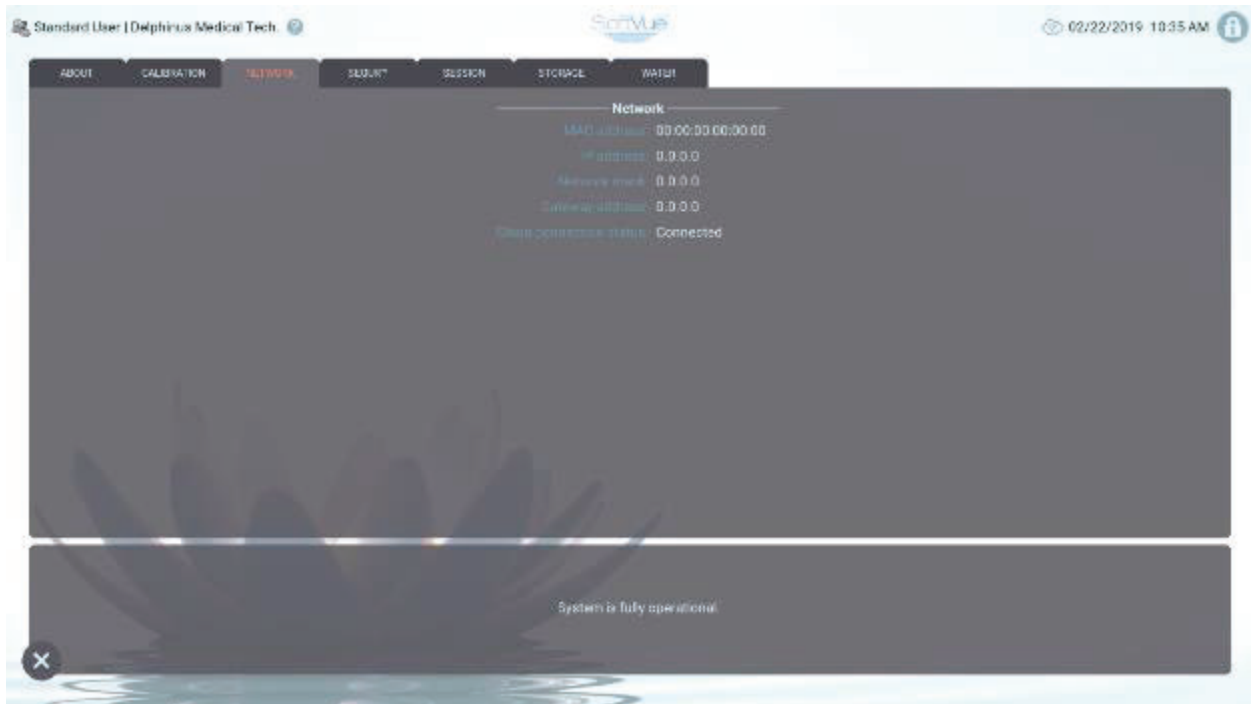 Standard User | Delphinus Medical Tech.
02/22/2019 10:35 AM
ABOUT CALIBRATION NETWORK SESSION STORAGE WATER
Network
MAC address: 00:00:00:00:00:00
IP address: 0.0.0.0
Network mask: 0.0.0.0
Gateway address: 0.0.0.0
connection status: Connected
System is fully operational.